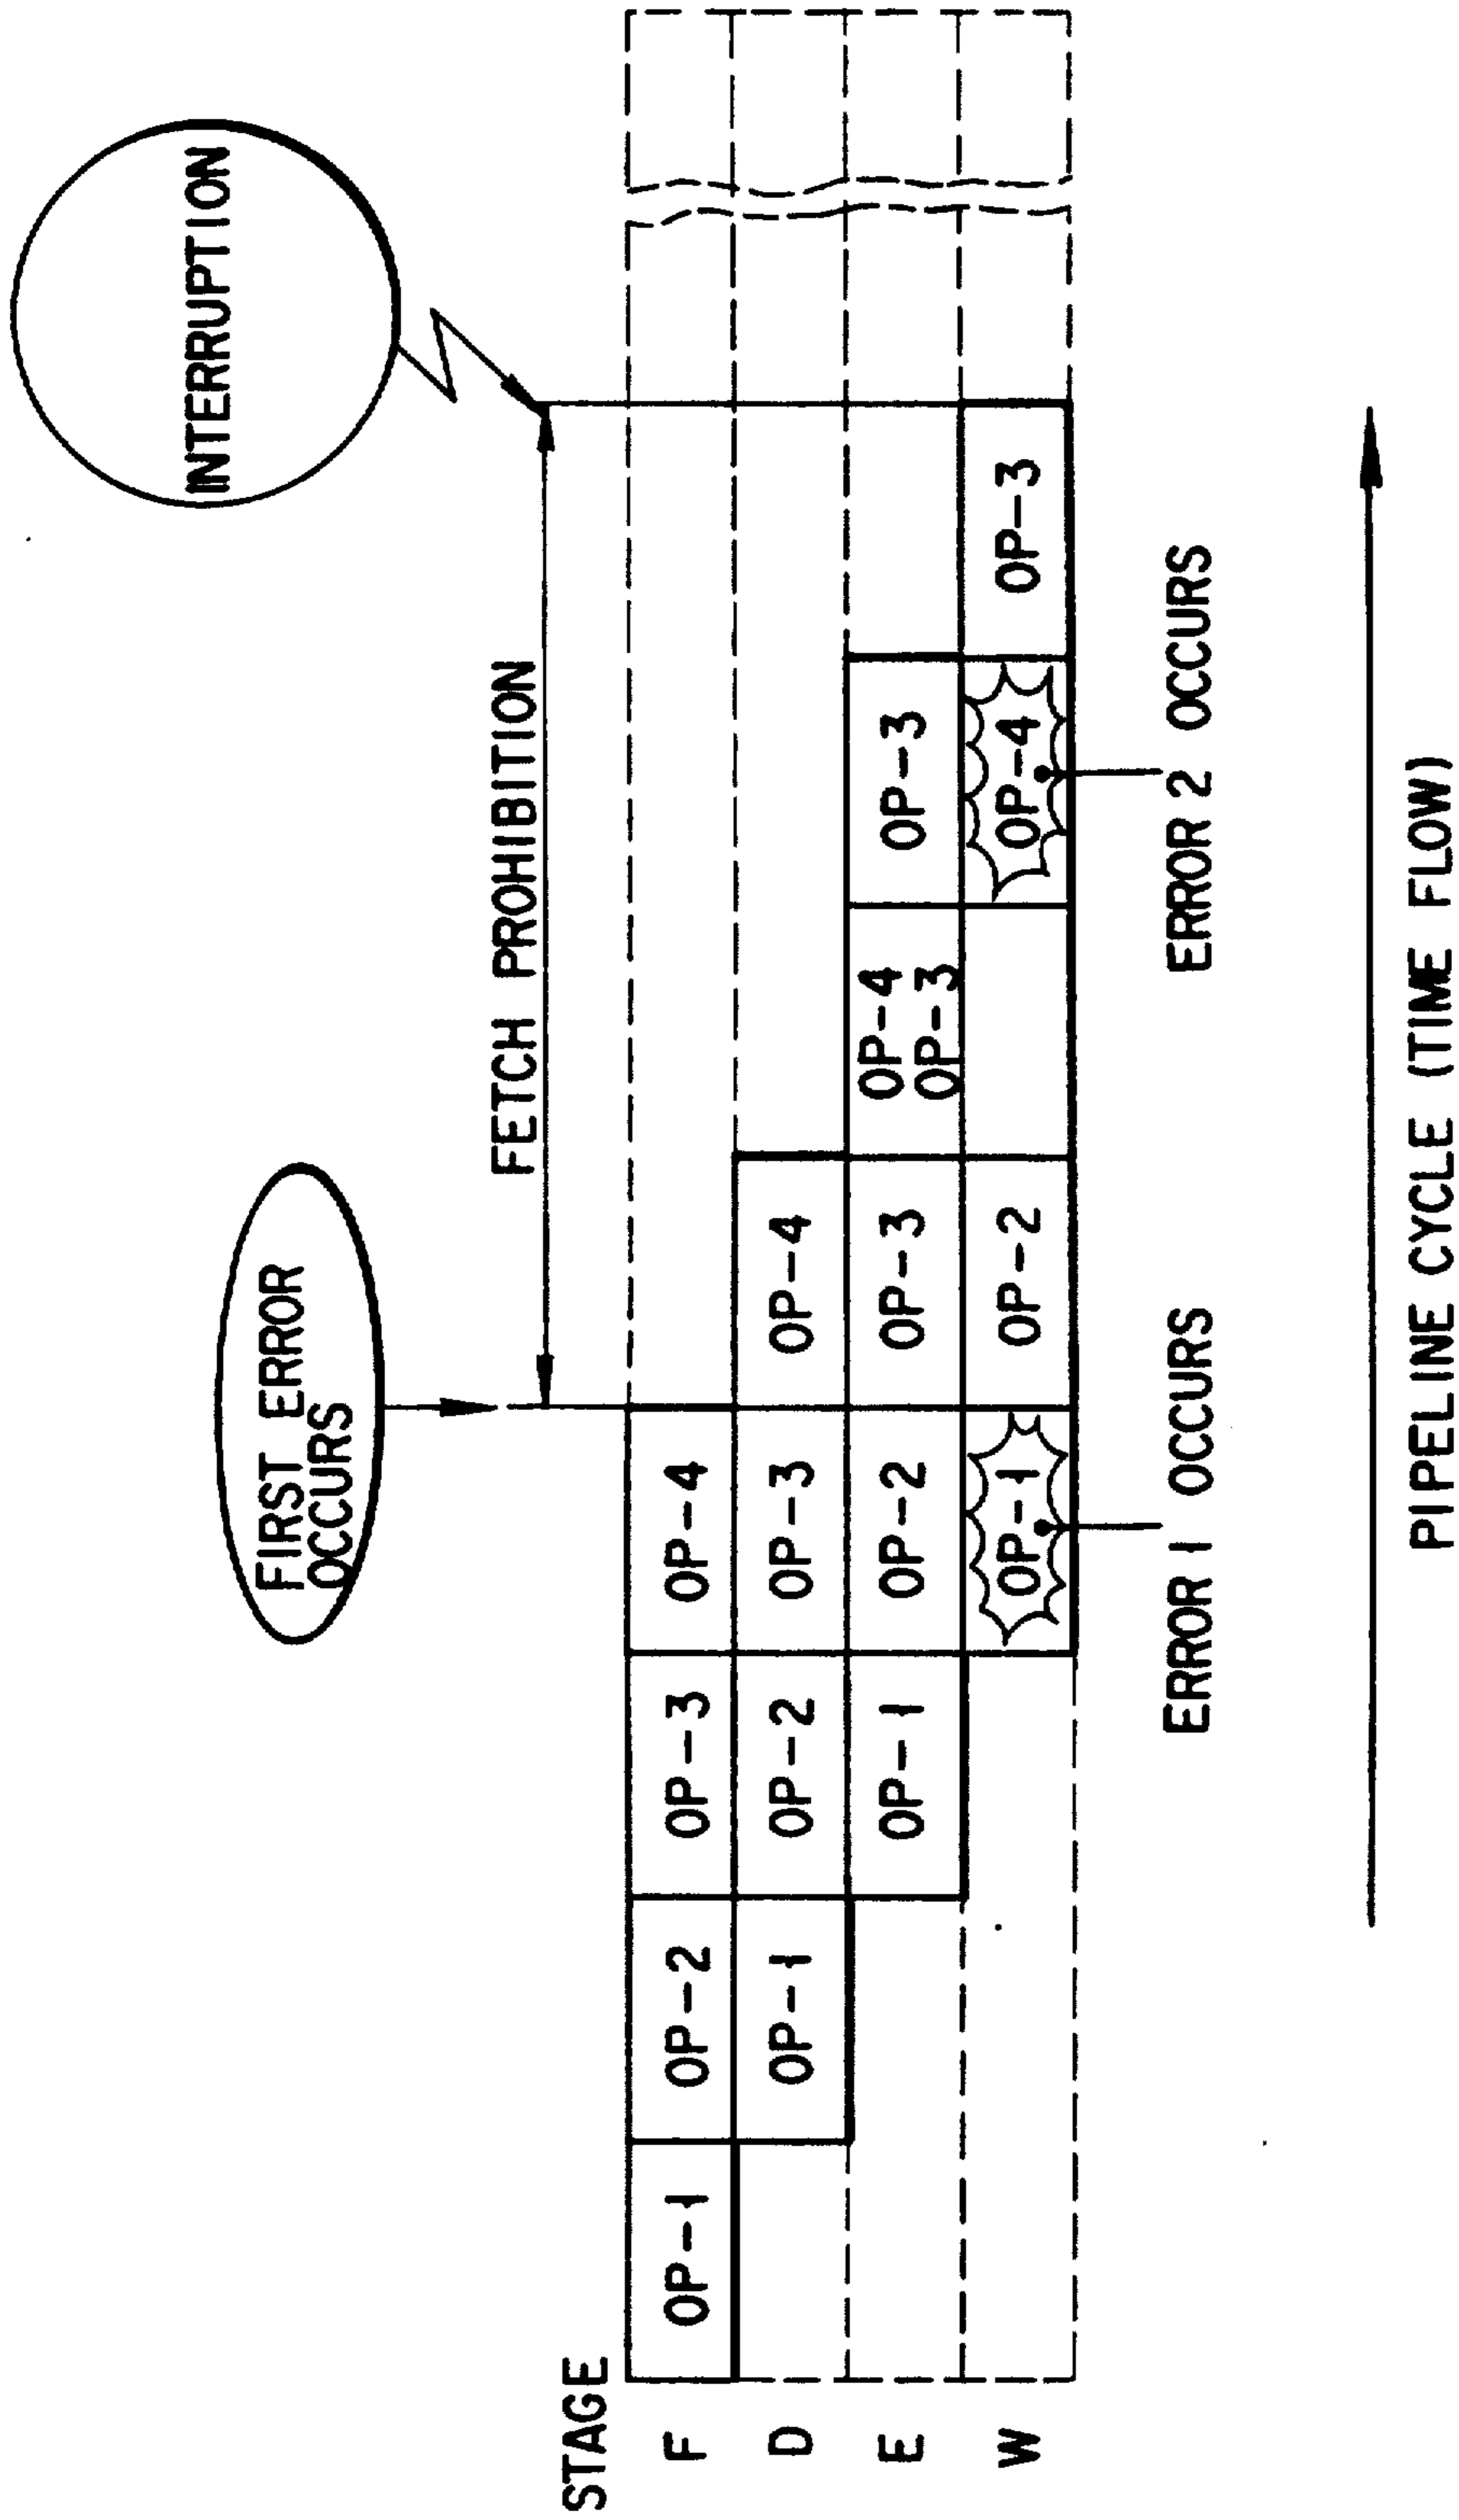 INTERRUPTION
FIRST ERROR
OCCURS
FETCH PROHIBITION
STAGE
F OP-1 OP-2 OP-3 OP-4
D OP-1 OP-2 OP-3 OP-4
E OP-1 OP-2 OP-3 OP-4 OP-3
OP-3
W OP-1 OP-2 OP-4 OP-3
ERROR 1 OCCURS
ERROR 2 OCCURS
PIPELINE CYCLE (TIME FLOW)